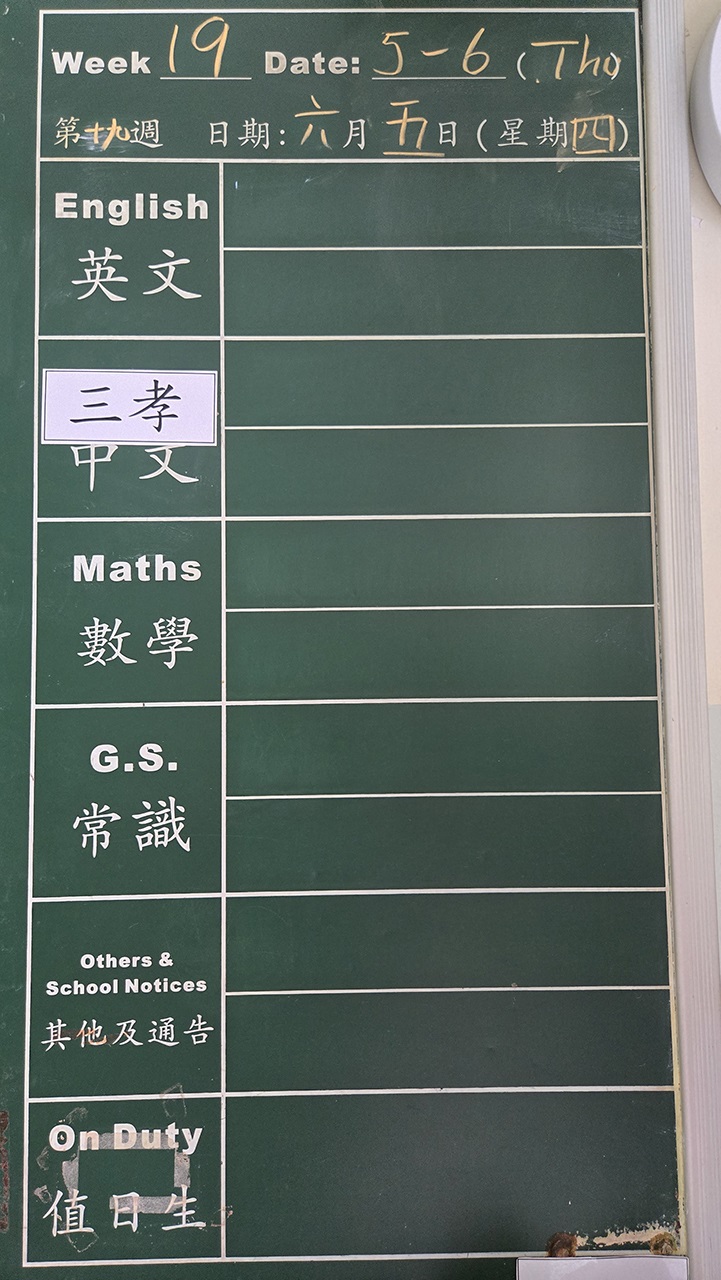 Week 19 Date: 5-6 (Thu)
第十九週 日期:六月五日(星期四)
English
英文
三孝
中文
Maths
數學
G.S.
常識
Others &
School Notices
其他及通告
On Duty
值日生